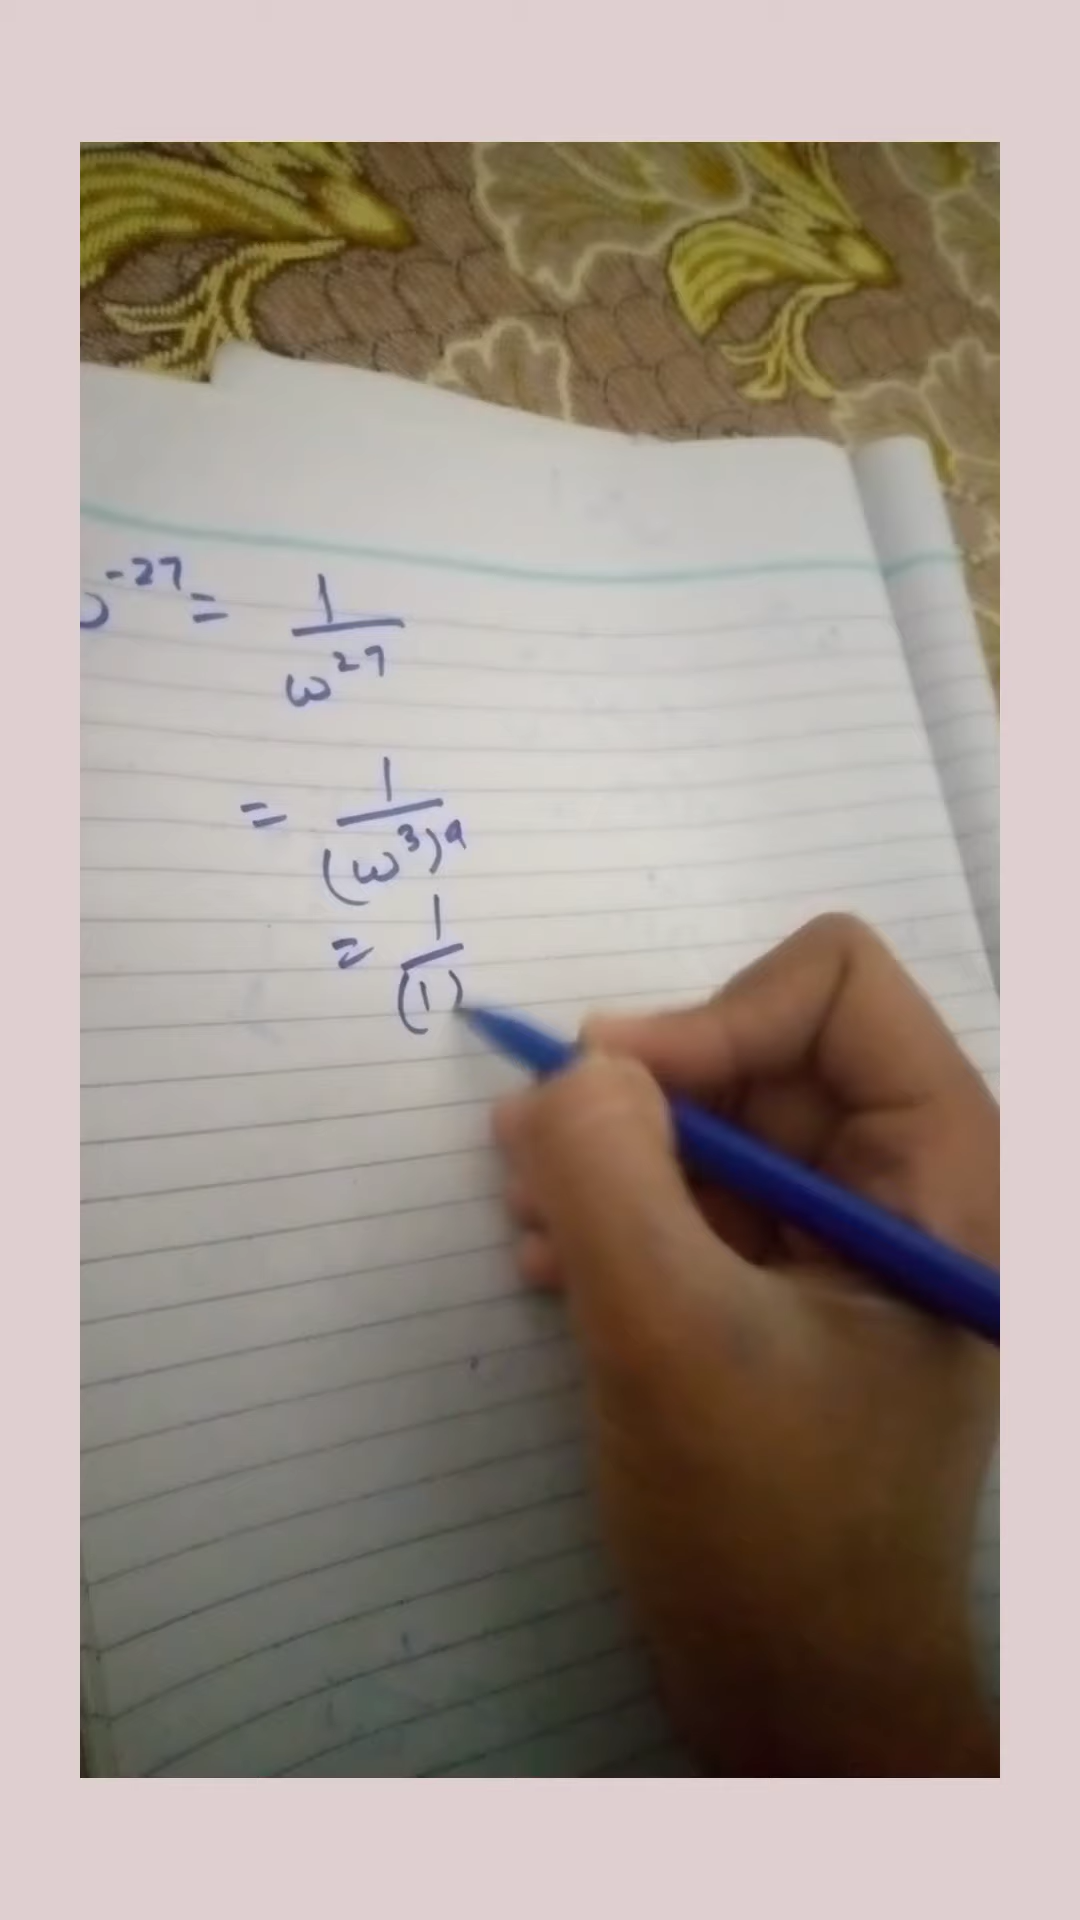 ω^-27 = 1/ω^27
= 1/(ω^3)^9
= 1/(1)